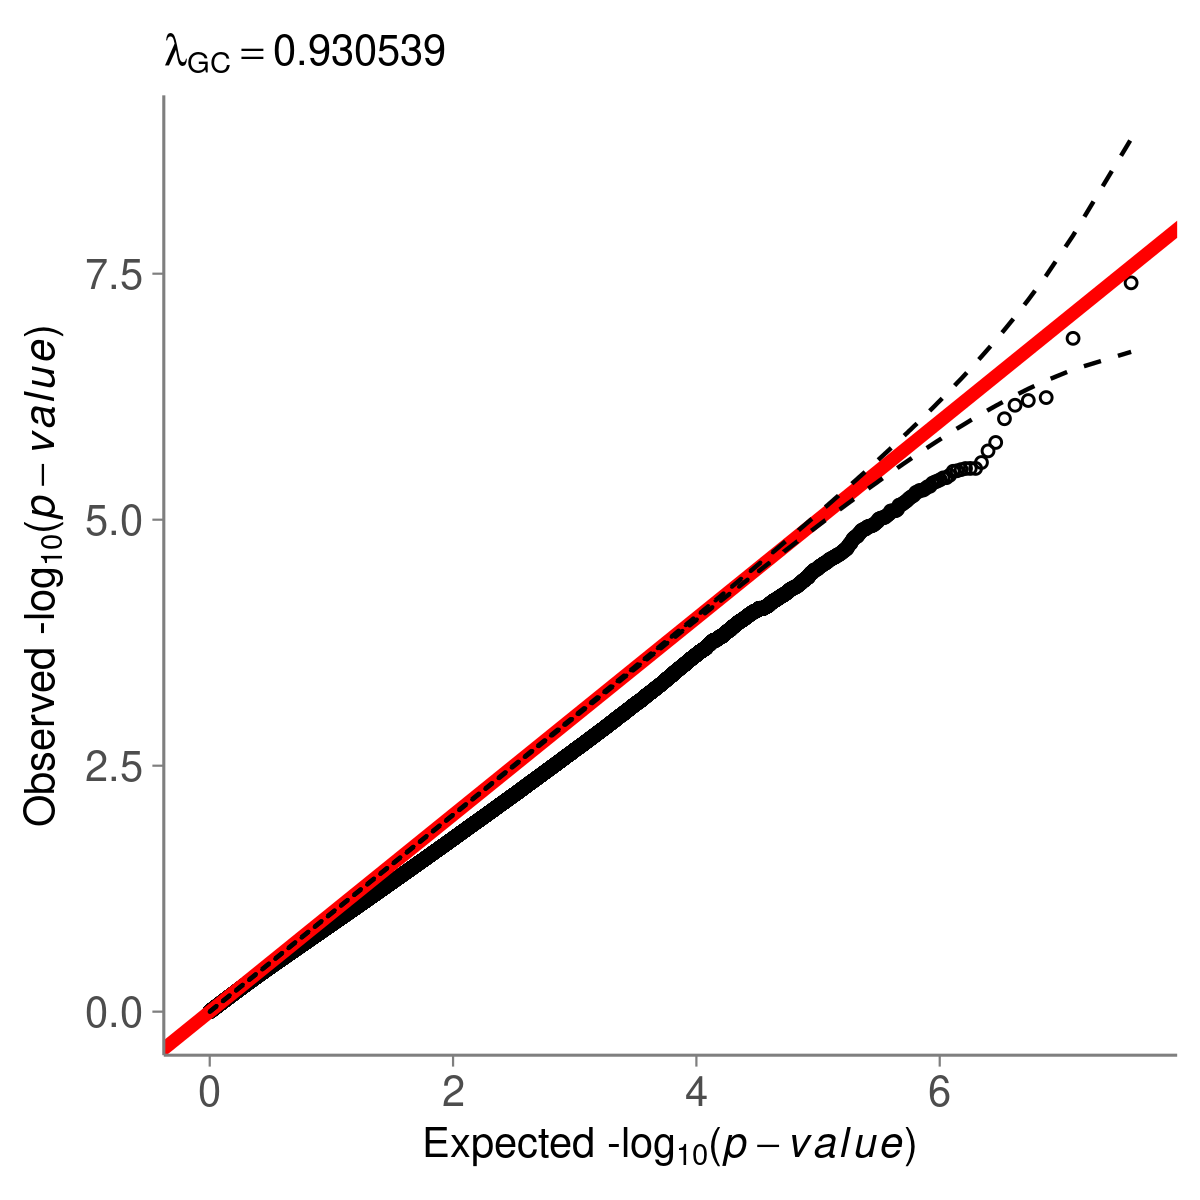 λGC = 0.930539
7.5
5.0
2.5
0.0
Observed -log10(p − value)
0 2 4 6
Expected -log10(p − value)